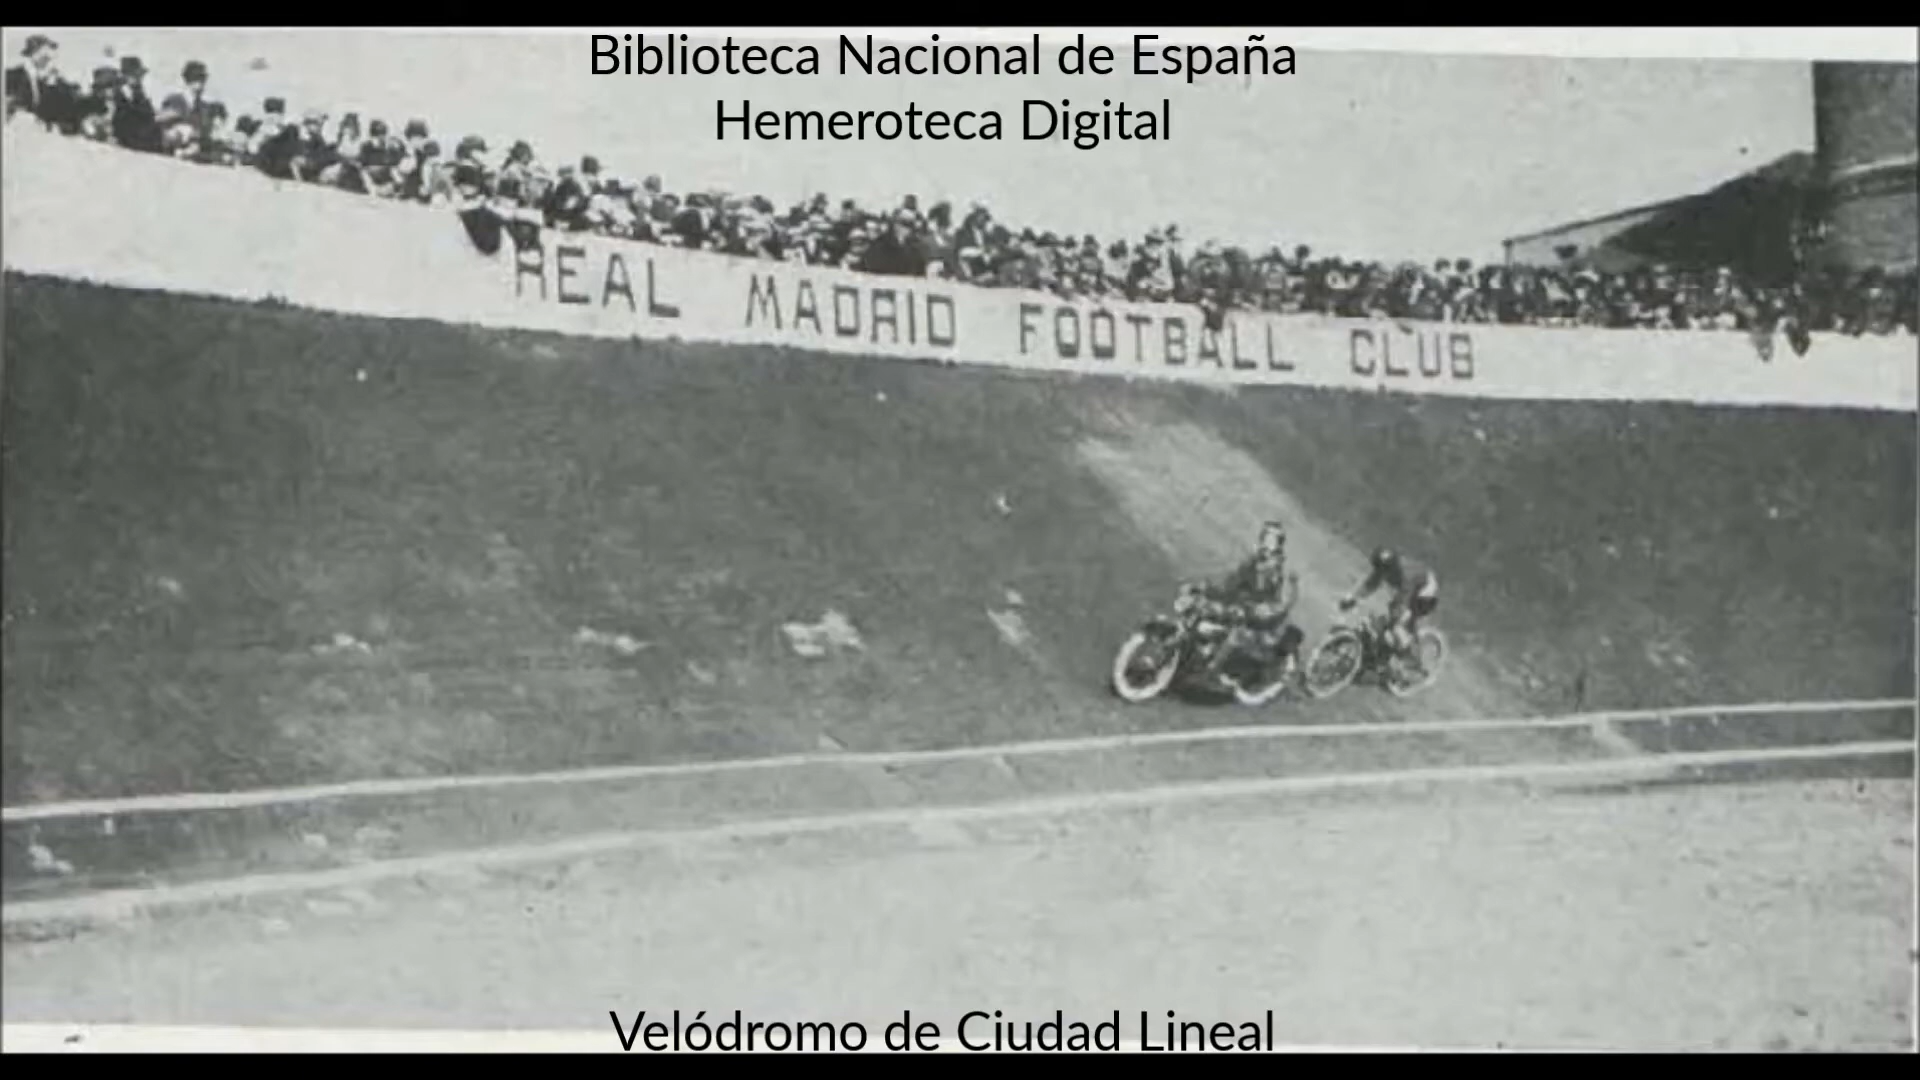 Biblioteca Nacional de España
Hemeroteca Digital
REAL MADRID FOOTBALL CLUB
Velódromo de Ciudad Lineal